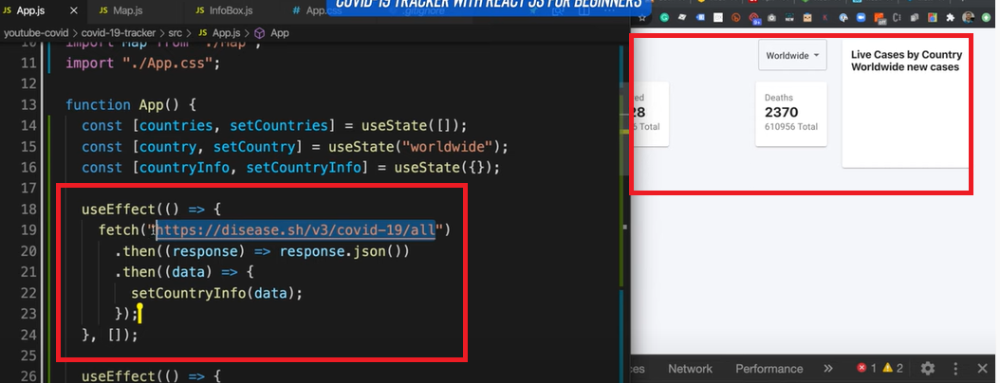 COVID-19 TRACKER WITH REACT JS FOR BEGINNERS
JS App.js ×
JS Map.js
JS InfoBox.js
# App.css
.gitignore
youtube-covid > covid-19-tracker > src > JS App.js > App
10 import Map from "./Map";
11 import "./App.css";
12
13 function App() {
14 const [countries, setCountries] = useState([]);
15 const [country, setCountry] = useState("worldwide");
16 const [countryInfo, setCountryInfo] = useState({});
17
18 useEffect(() => {
19 fetch("https://disease.sh/v3/covid-19/all")
20 .then((response) => response.json())
21 .then((data) => {
22 setCountryInfo(data);
23 });
24 }, []);
25
26 useEffect(() => {
Worldwide
ed
28
6 Total
Deaths
2370
610956 Total
Live Cases by Country
Worldwide new cases
ces
Network
Performance
»
1
2